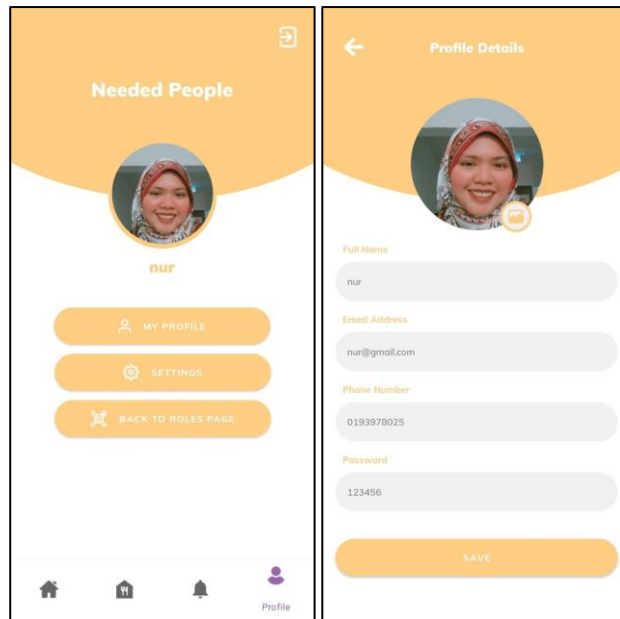 Needed People
nur
MY PROFILE
SETTINGS
BACK TO ROLES PAGE
Profile
Profile Details
Full Name
nur
Email Address
nur@gmail.com
Phone Number
0193978025
Password
123456
SAVE